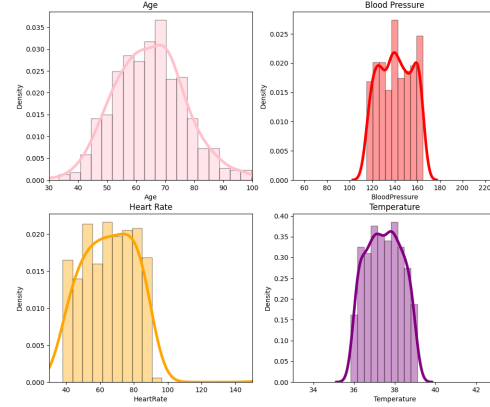 Age
0.035
0.030
0.025
0.020
0.015
0.010
0.005
0.000
Density
30 40 50 60 70 80 90 100
Age
Blood Pressure
0.025
0.020
0.015
0.010
0.005
0.000
Density
60 80 100 120 140 160 180 200 220
BloodPressure
Heart Rate
0.020
0.015
0.010
0.005
0.000
Density
40 60 80 100 120 140
HeartRate
Temperature
0.40
0.35
0.30
0.25
0.20
0.15
0.10
0.05
0.00
Density
34 36 38 40 42
Temperature